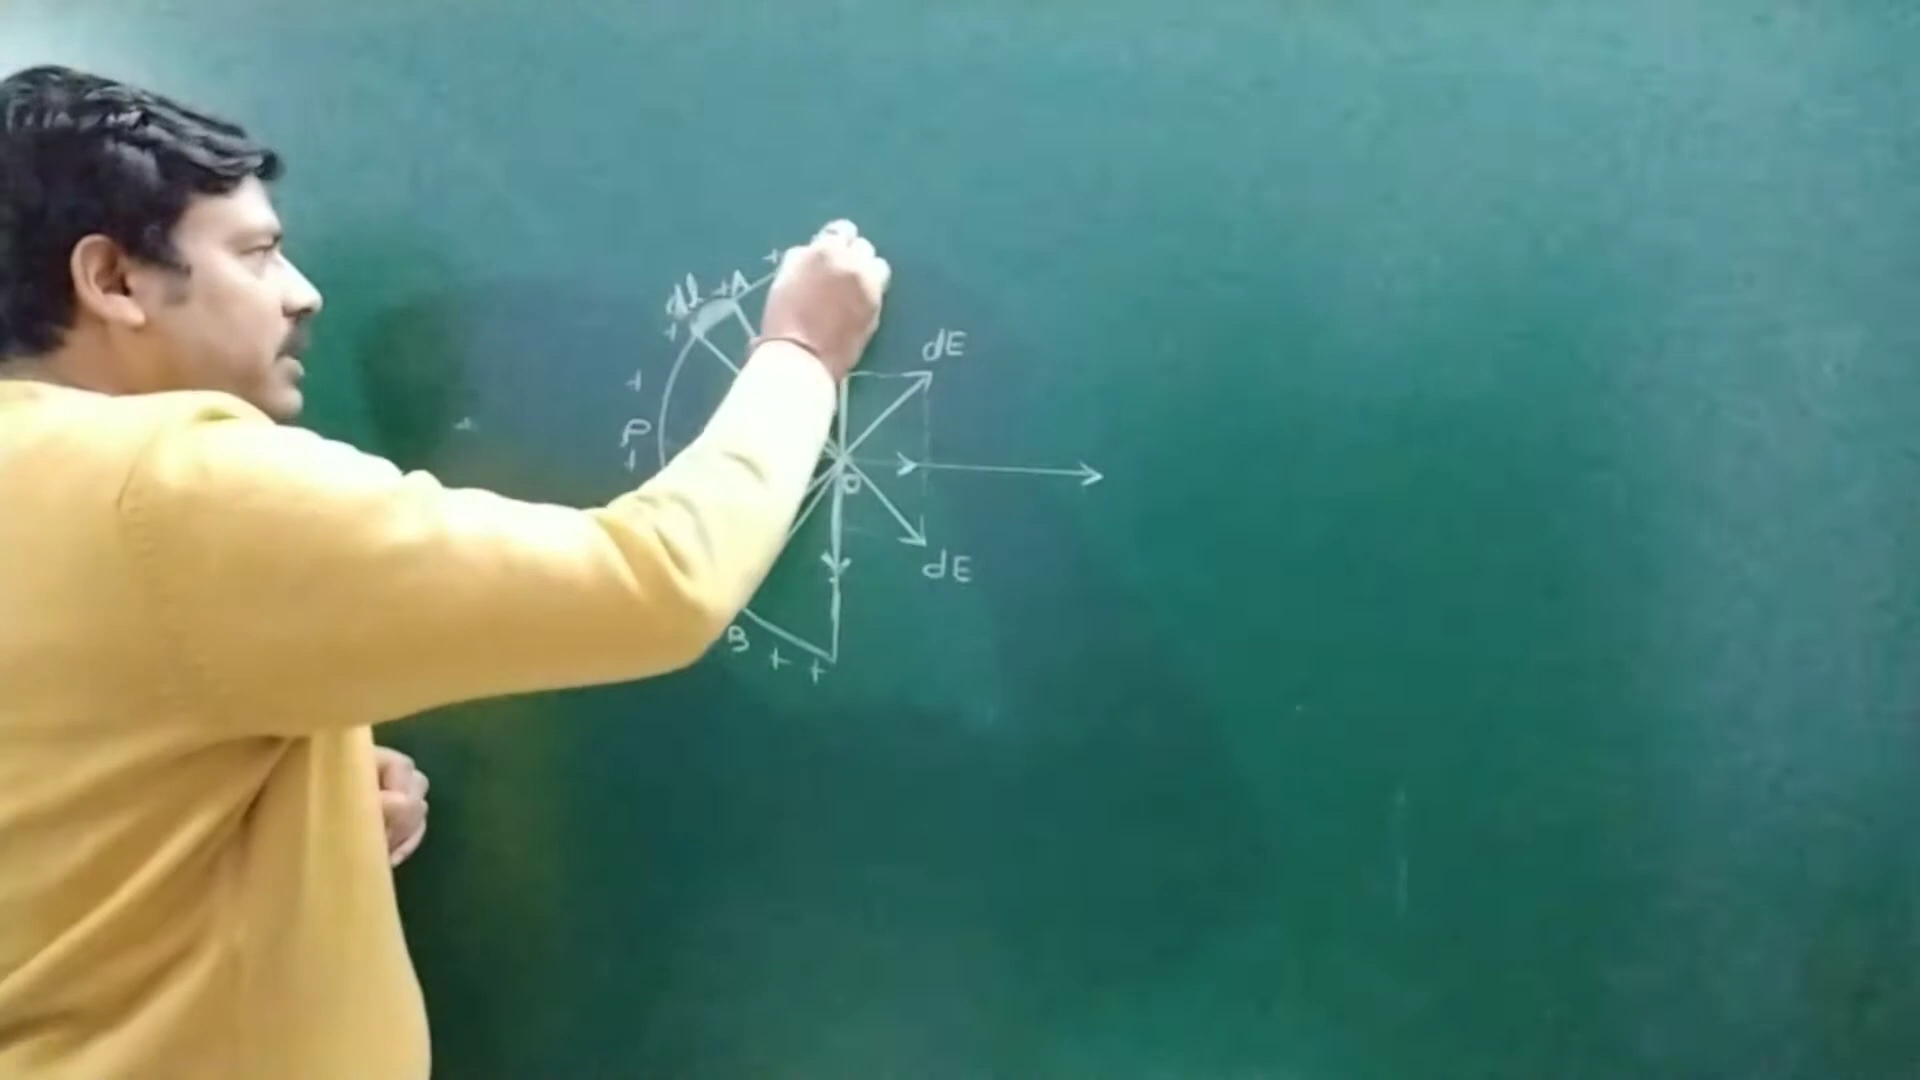 +
dl +A
+
dE
+
P
+
O
dE
B
+ +